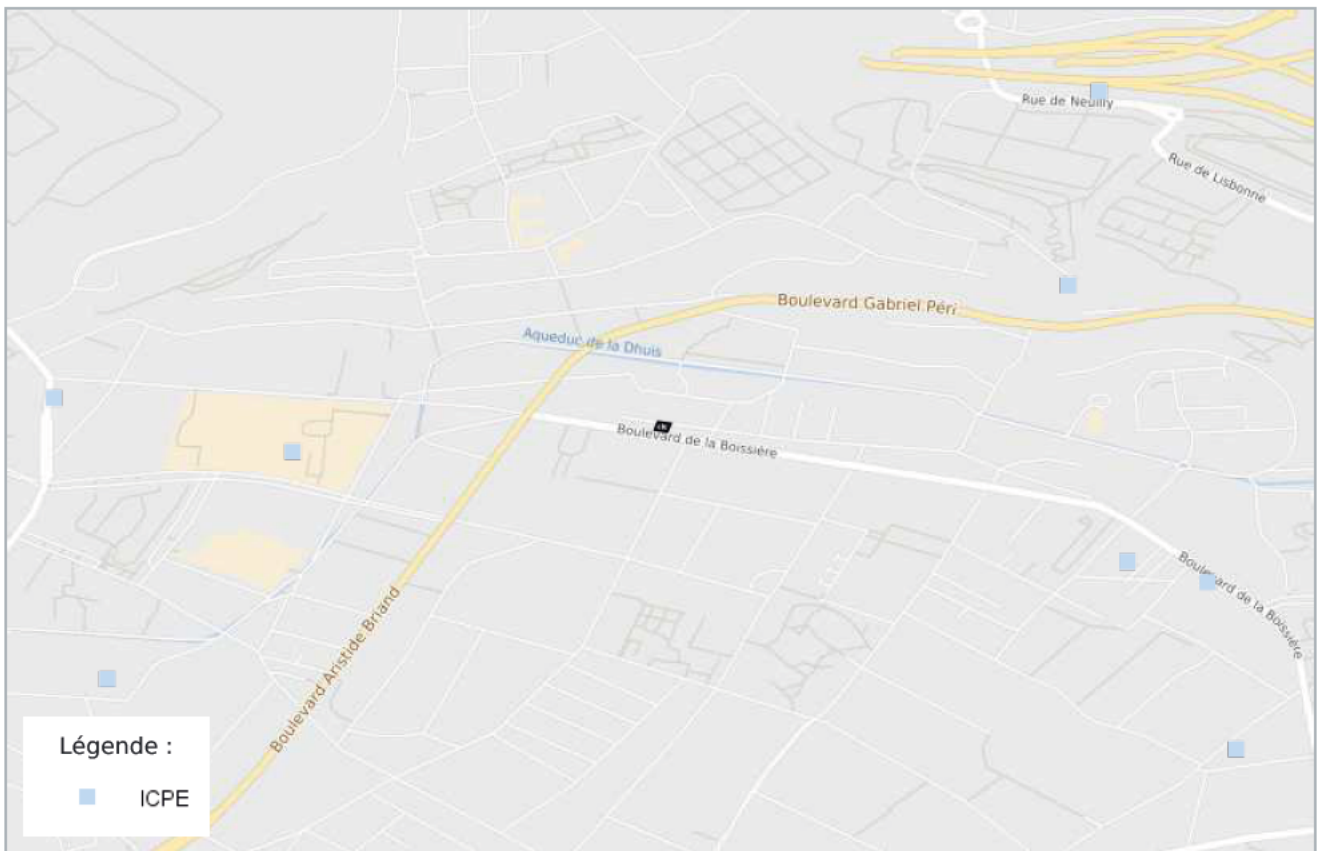 Rue de Neuilly
Rue de Lisbonne
Boulevard Gabriel Péri
Aqueduc de la Dhuis
Boulevard de la Boissière
Boulevard de la Boissière
Boulevard Aristide Briand
Légende :
ICPE